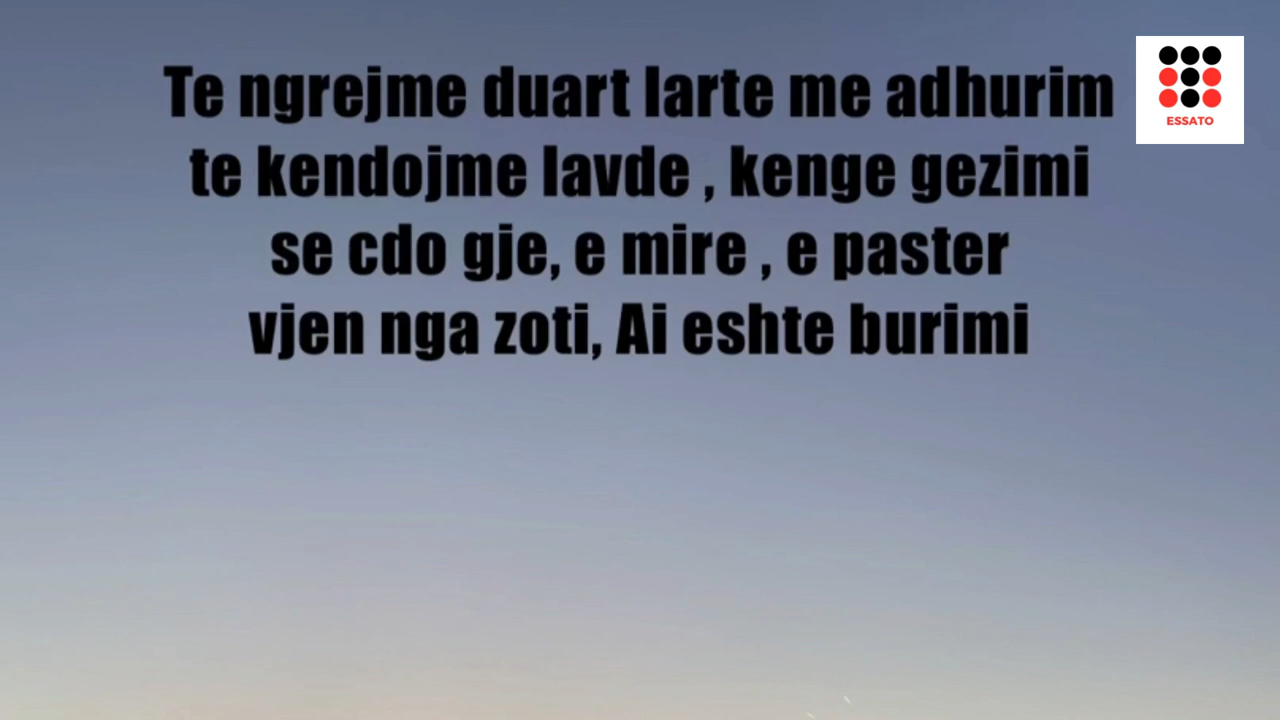 Te ngrejme duart larte me adhurim
te kendojme lavde , kenge gezimi
se cdo gje, e mire , e paster
vjen nga zoti, Ai eshte burimi
ESSATO